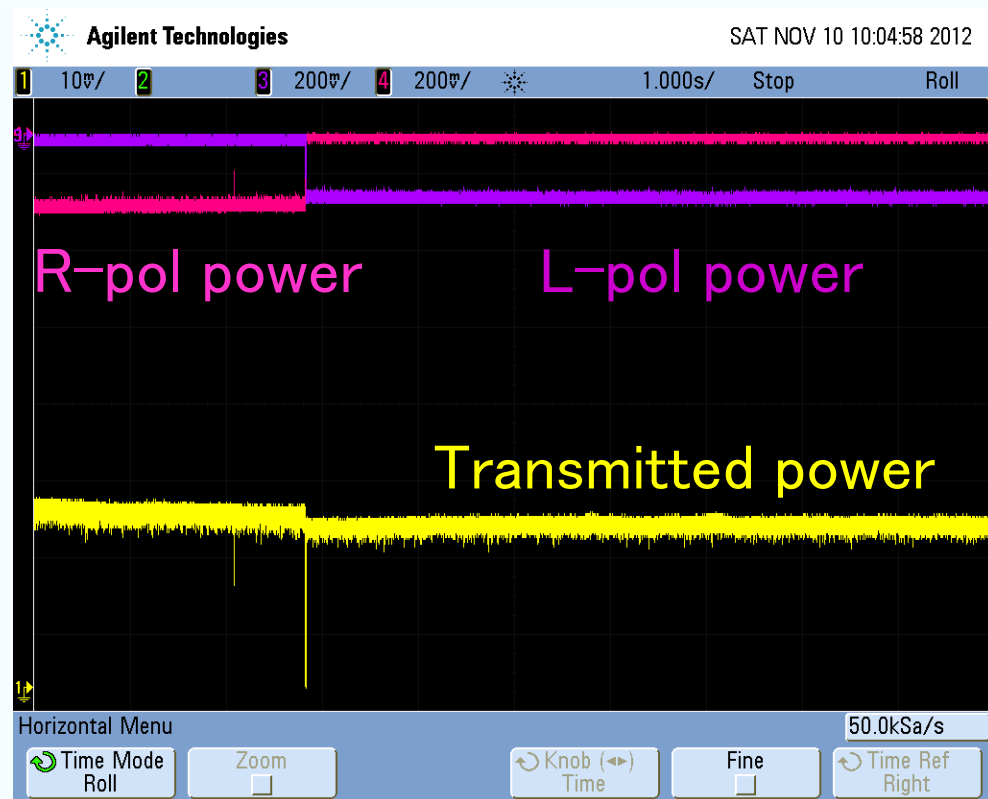 Agilent Technologies
SAT NOV 10 10:04:58 2012
1 10mV/ 2 3 200mV/ 4 200mV/ 1.000s/ Stop Roll
R-pol power
L-pol power
Transmitted power
1
Horizontal Menu
50.0kSa/s
Time Mode
Roll
Zoom
Knob (◄►)
Time
Fine
Time Ref
Right